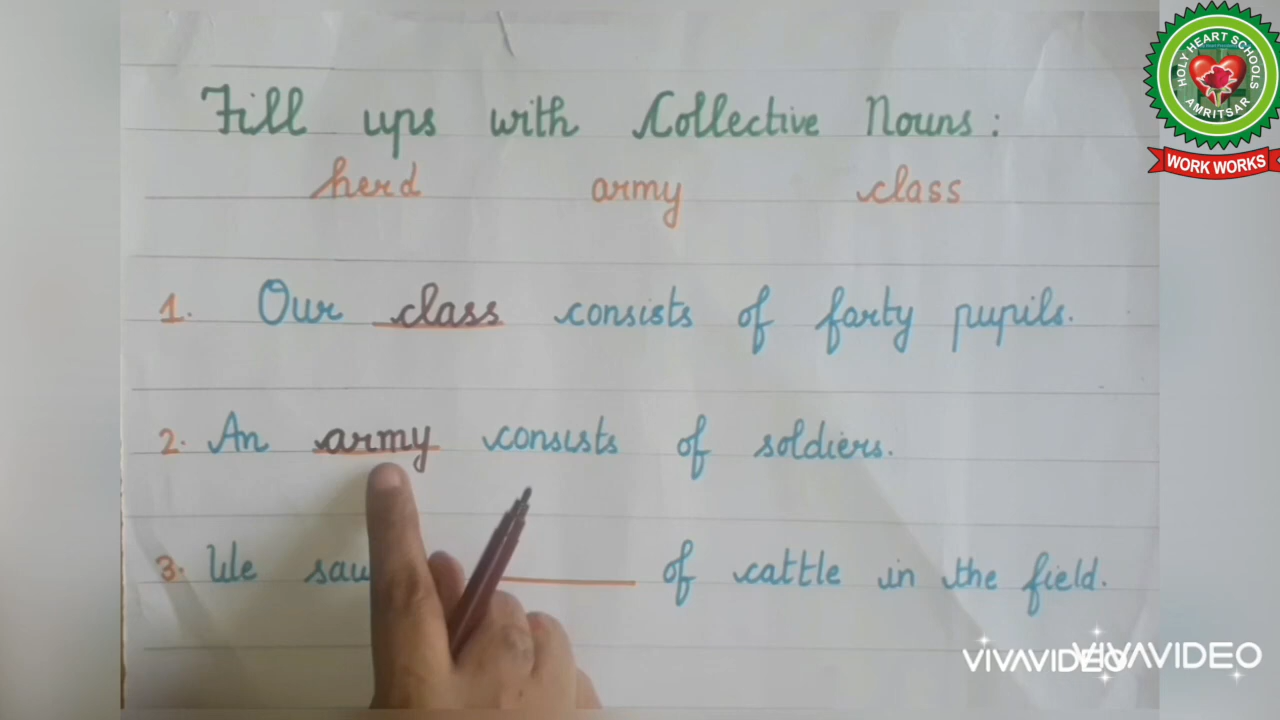 Fill ups with Collective Nouns:
herd army class
1. Our class consists of forty pupils.
2. An army consists of soldiers.
3. We saw of cattle in the field.
HOLY HEART SCHOOLS
AMRITSAR
WORK WORKS
VIVAVIDEO VIVAVIDEO